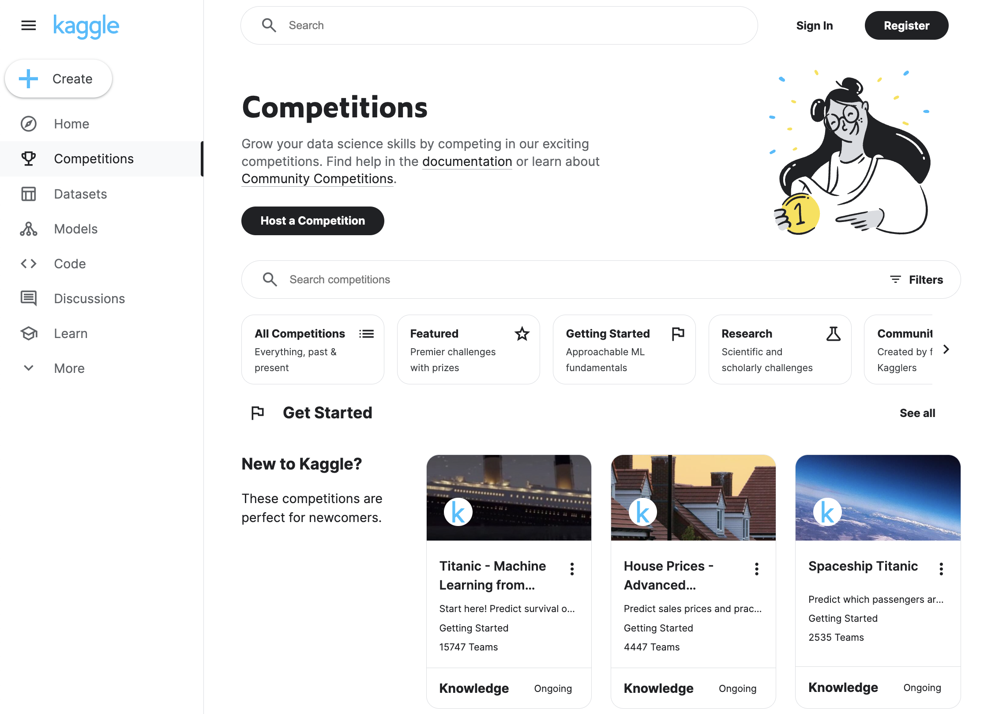 kaggle
Search
Sign In
Register
Create
Home
Competitions
Datasets
Models
Code
Discussions
Learn
More
Competitions
Grow your data science skills by competing in our exciting
competitions. Find help in the documentation or learn about
Community Competitions.
1
Host a Competition
Search competitions
Filters
All Competitions
Everything, past &
present
Featured
Premier challenges
with prizes
Getting Started
Approachable ML
fundamentals
Research
Scientific and
scholarly challenges
Communit
Created by f
Kagglers
Get Started
See all
New to Kaggle?
These competitions are
perfect for newcomers.
k
Titanic - Machine
Learning from...
Start here! Predict survival o...
Getting Started
15747 Teams
Knowledge
Ongoing
k
House Prices -
Advanced...
Predict sales prices and prac...
Getting Started
4447 Teams
Knowledge
Ongoing
k
Spaceship Titanic
Predict which passengers ar...
Getting Started
2535 Teams
Knowledge
Ongoing